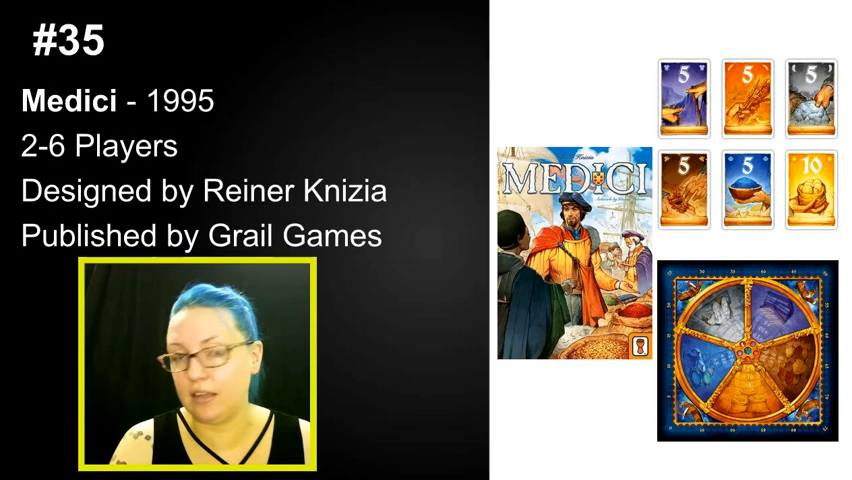 #35
Medici - 1995
2-6 Players
Designed by Reiner Knizia
Published by Grail Games
Knizia
MEDICI
5
5
5
5
5
10